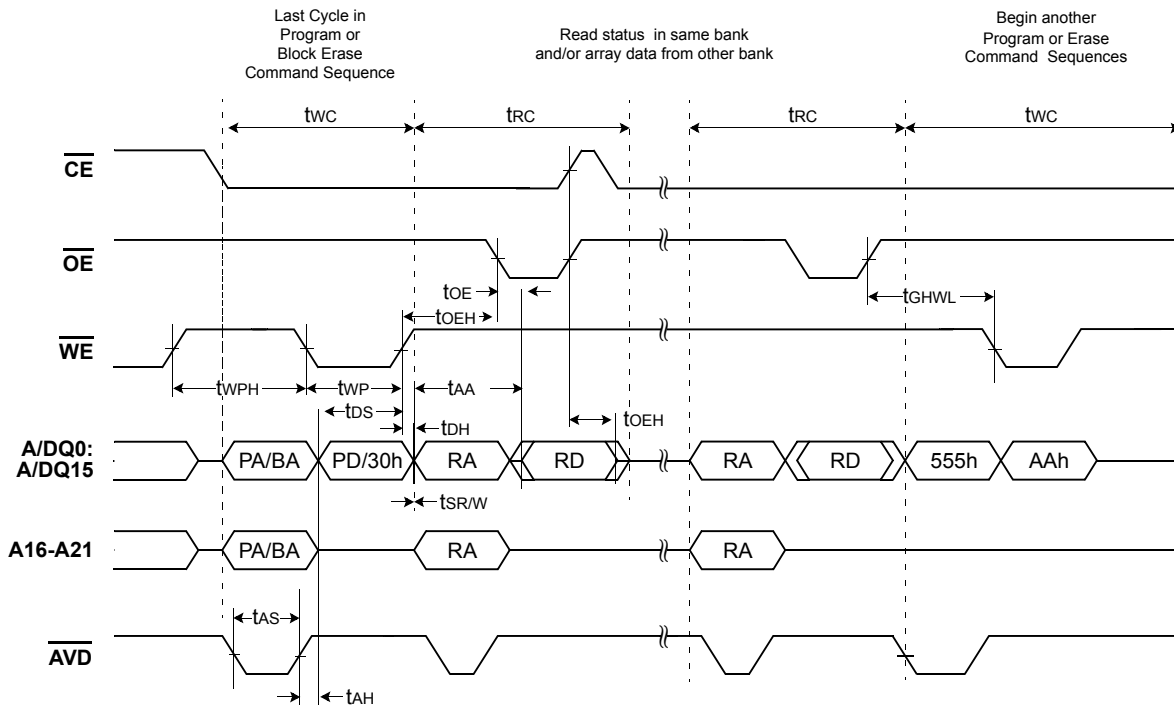 Last Cycle in
Program or
Block Erase
Command Sequence
Read status in same bank
and/or array data from other bank
Begin another
Program or Erase
Command Sequences
tWC
tRC
tRC
tWC
CE
OE
tOE
tOEH
tGHWL
WE
tWPH
tWP
tAA
tDS
tDH
tOEH
A/DQ0:
A/DQ15
PA/BA
PD/30h
RA
RD
RA
RD
555h
AAh
tSR/W
A16-A21
PA/BA
RA
RA
tAS
AVD
tAH